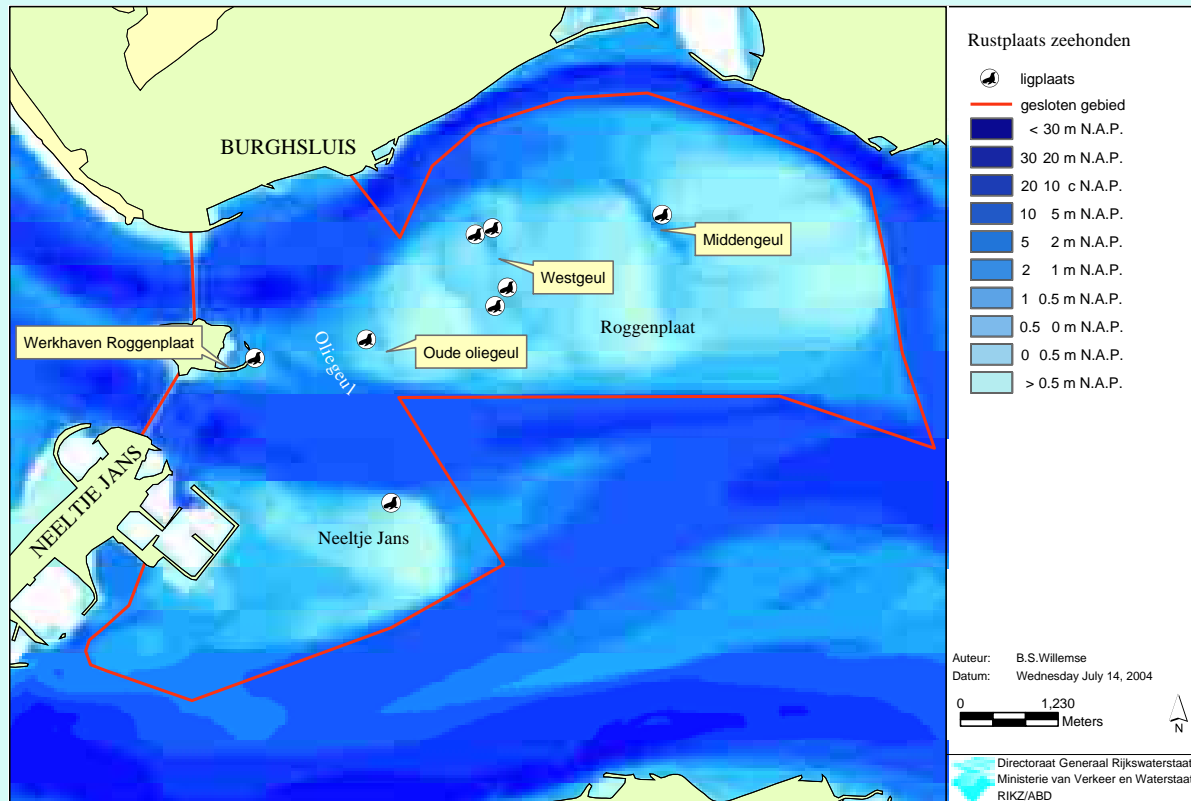 BURGHSLUIS
Middengeul
Westgeul
Roggenplaat
Werkhaven Roggenplaat
Oliegeul
Oude oliegeul
NEELTJE JANS
Neeltje Jans
Rustplaats zeehonden
ligplaats
gesloten gebied
< 30 m N.A.P.
30 20 m N.A.P.
20 10 c N.A.P.
10 5 m N.A.P.
5 2 m N.A.P.
2 1 m N.A.P.
1 0.5 m N.A.P.
0.5 0 m N.A.P.
0 0.5 m N.A.P.
> 0.5 m N.A.P.
Auteur: B.S.Willemse
Datum: Wednesday July 14, 2004
0 1,230
Meters
N
Directoraat Generaal Rijkswaterstaat
Ministerie van Verkeer en Waterstaat
RIKZ/ABD